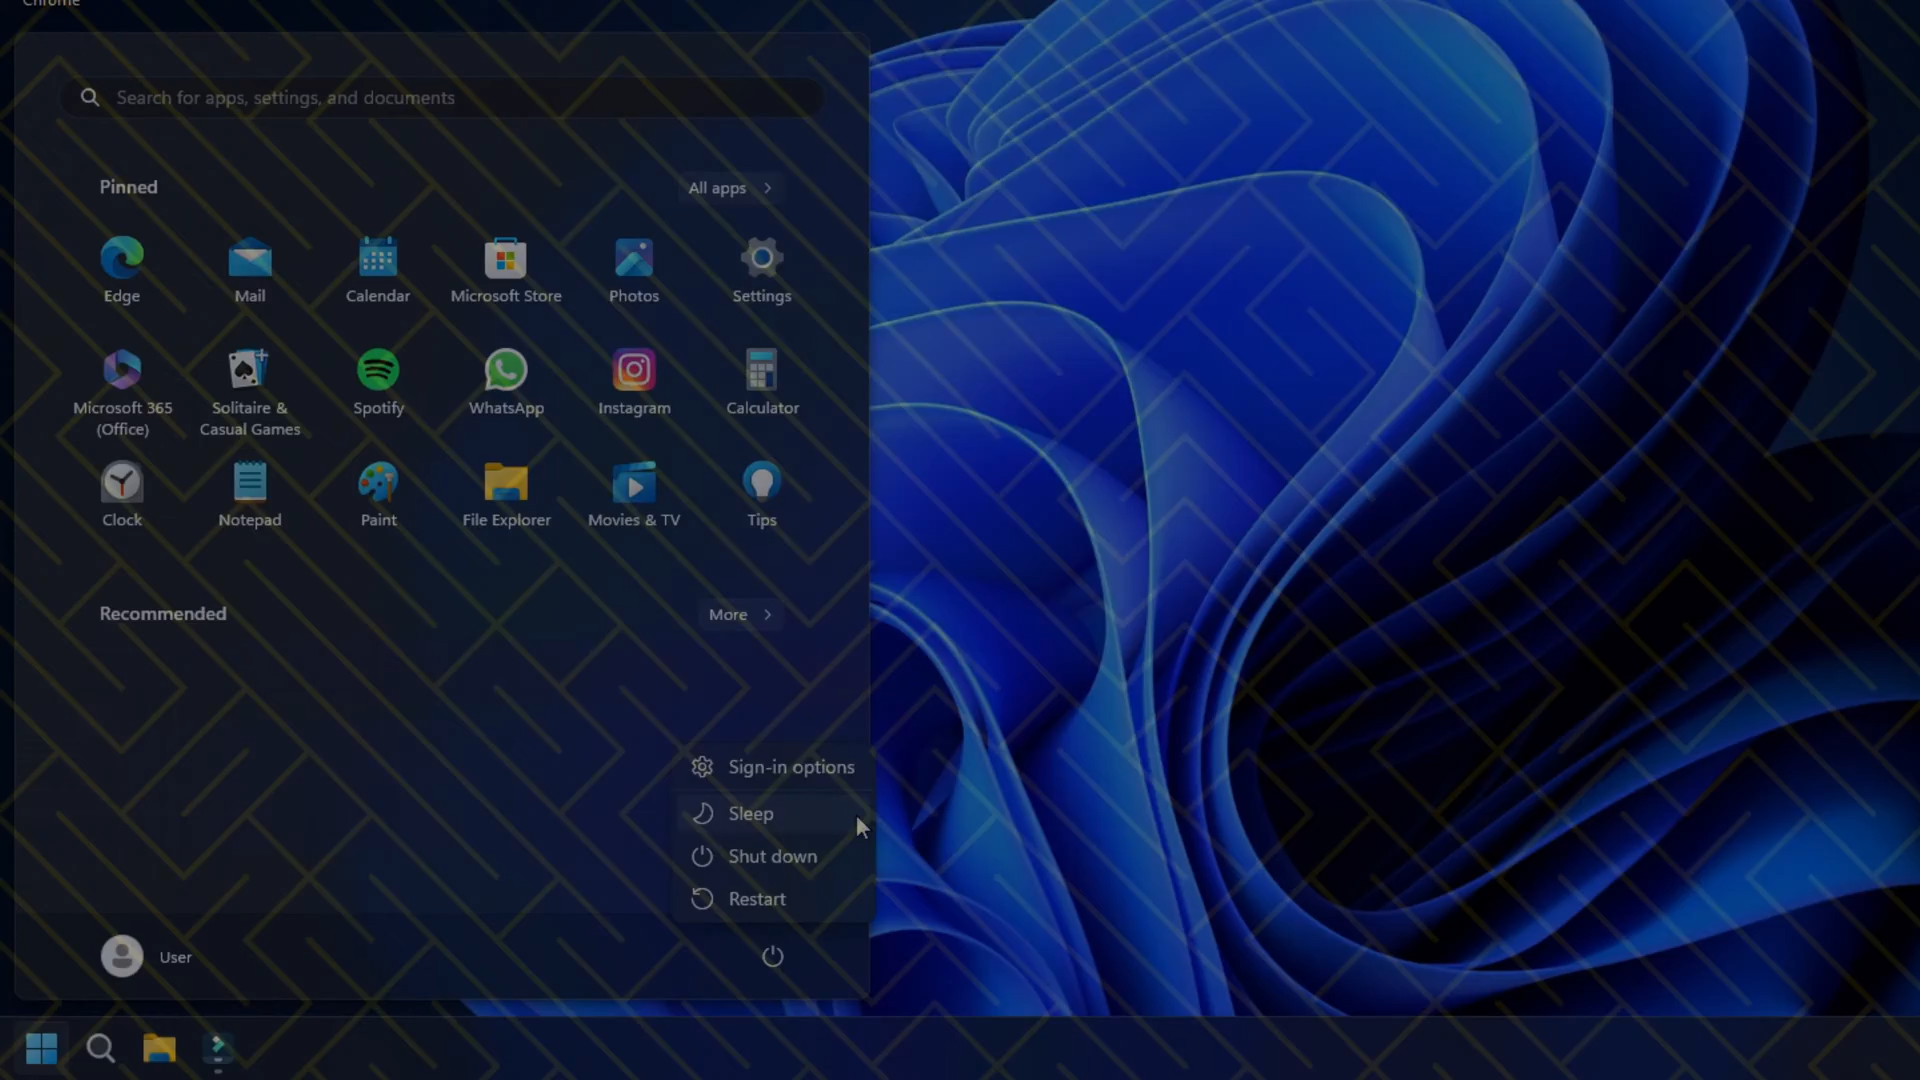 Chrome
Search for apps, settings, and documents
Pinned
All apps
Edge
Mail
Calendar
Microsoft Store
Photos
Settings
Microsoft 365
(Office)
Solitaire &
Casual Games
Spotify
WhatsApp
Instagram
Calculator
Clock
Notepad
Paint
File Explorer
Movies & TV
Tips
Recommended
More
Sign-in options
Sleep
Shut down
Restart
User